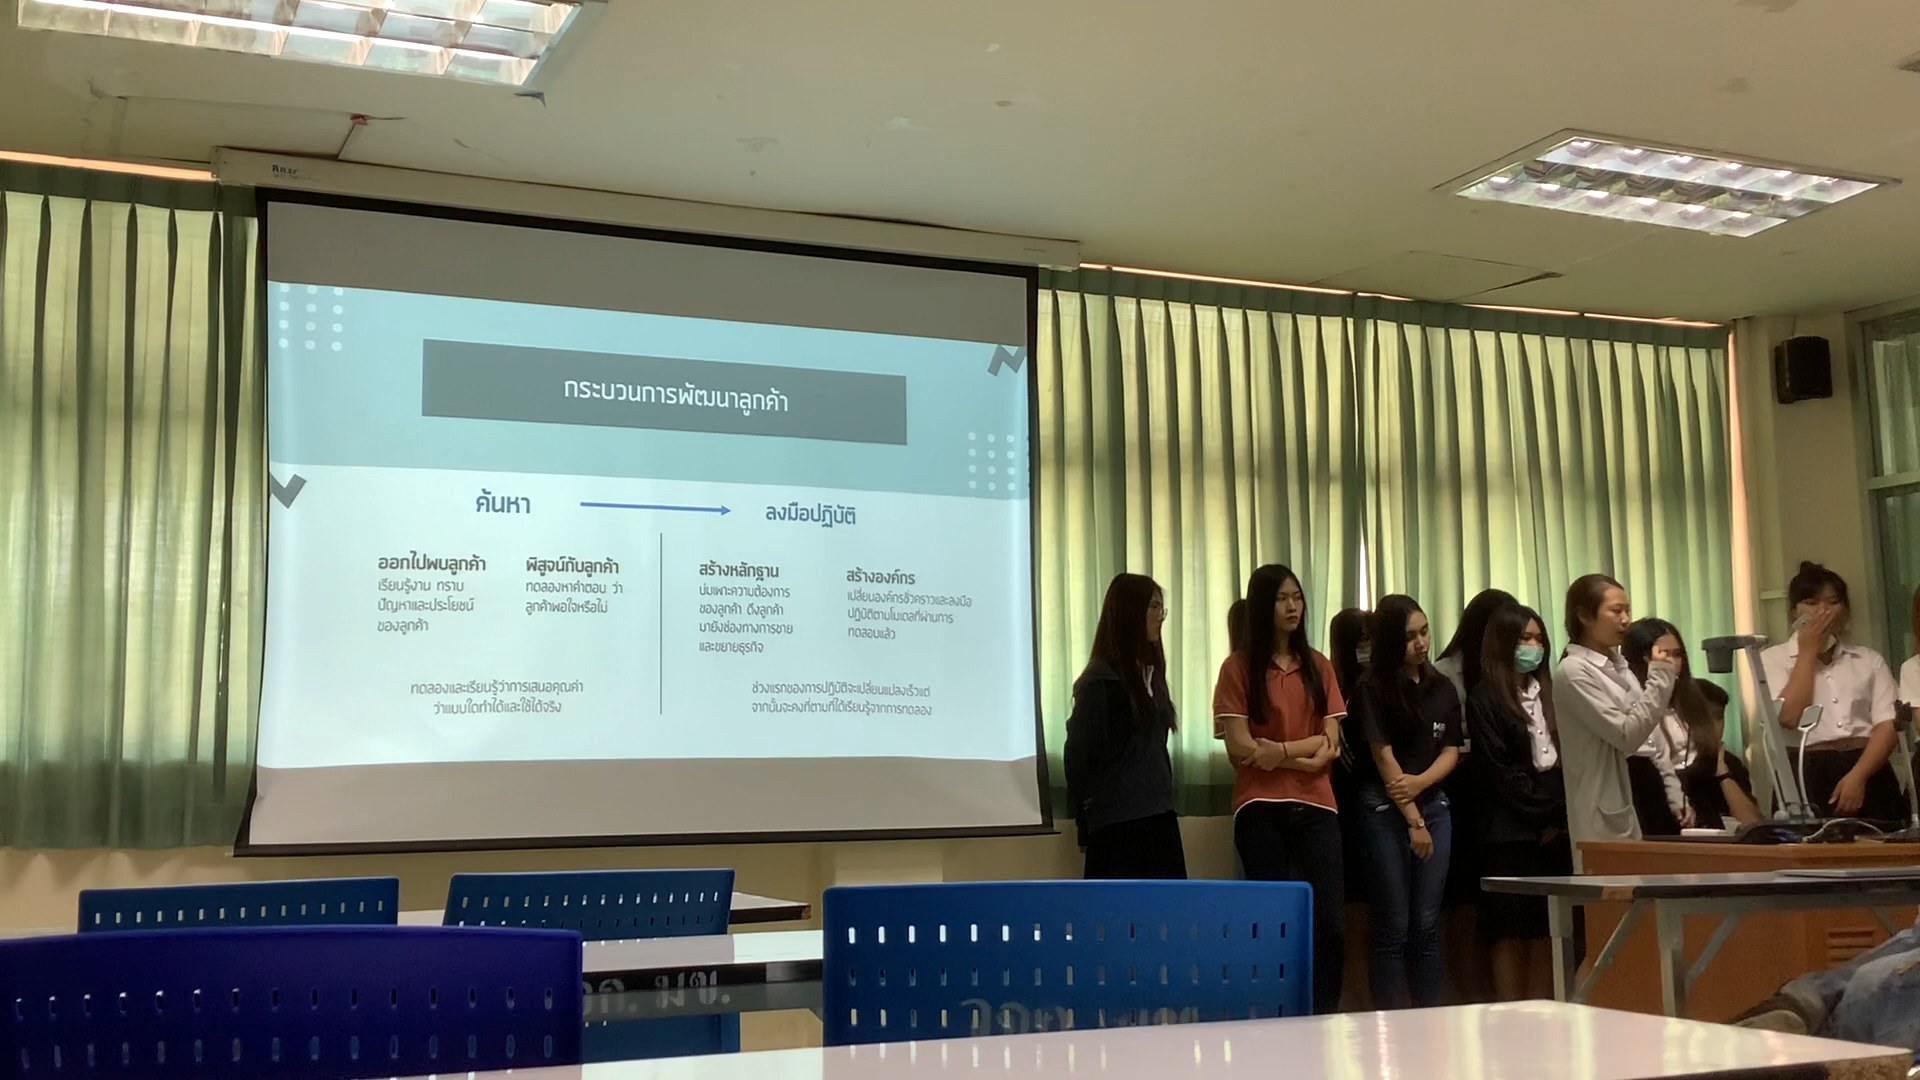 กระบวนการพัฒนาลูกค้า
ค้นหา
ลงมือปฏิบัติ
ออกไปพบลูกค้า
เรียนรู้งาน ทราบ
ปัญหาและประโยชน์
ของลูกค้า
พิสูจน์กับลูกค้า
ทดลองหาคำตอบ ว่า
ลูกค้าพอใจหรือไม่
สร้างหลักฐาน
บ่มเพาะความต้องการ
ของลูกค้า ดึงลูกค้า
มายังช่องทางการขาย
และขยายธุรกิจ
สร้างองค์กร
เปลี่ยนองค์กรชั่วคราวและลงมือ
ปฏิบัติตามโมเดลที่ผ่านการ
ทดสอบแล้ว
ทดลองและเรียนรู้ว่าการเสนอคุณค่า
ว่าแบบใดทำได้และใช้ได้จริง
ช่วงแรกของการปฏิบัติจะเปลี่ยนแปลงเร็วแต่
จากนั้นจะคงที่ตามที่ได้เรียนรู้จากการทดลอง
มข.